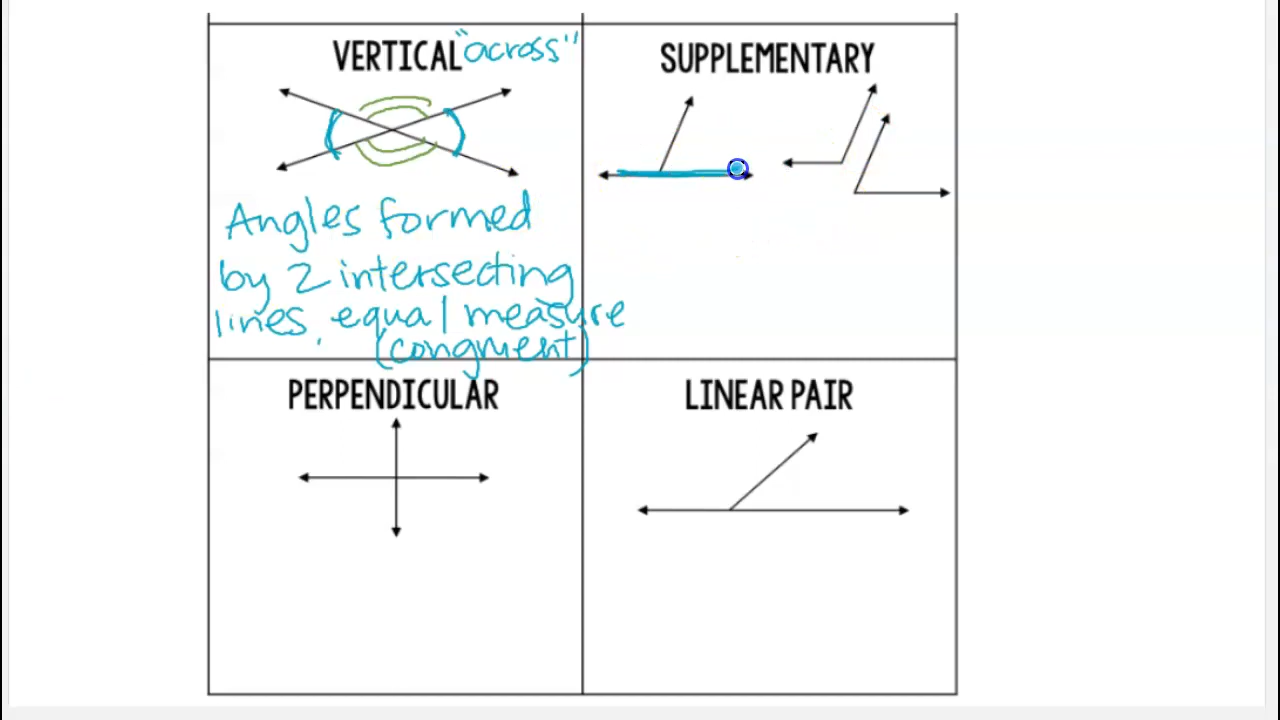 VERTICAL "across"
SUPPLEMENTARY
Angles formed
by 2 intersecting
lines, equal measure
(congruent)
PERPENDICULAR
LINEAR PAIR